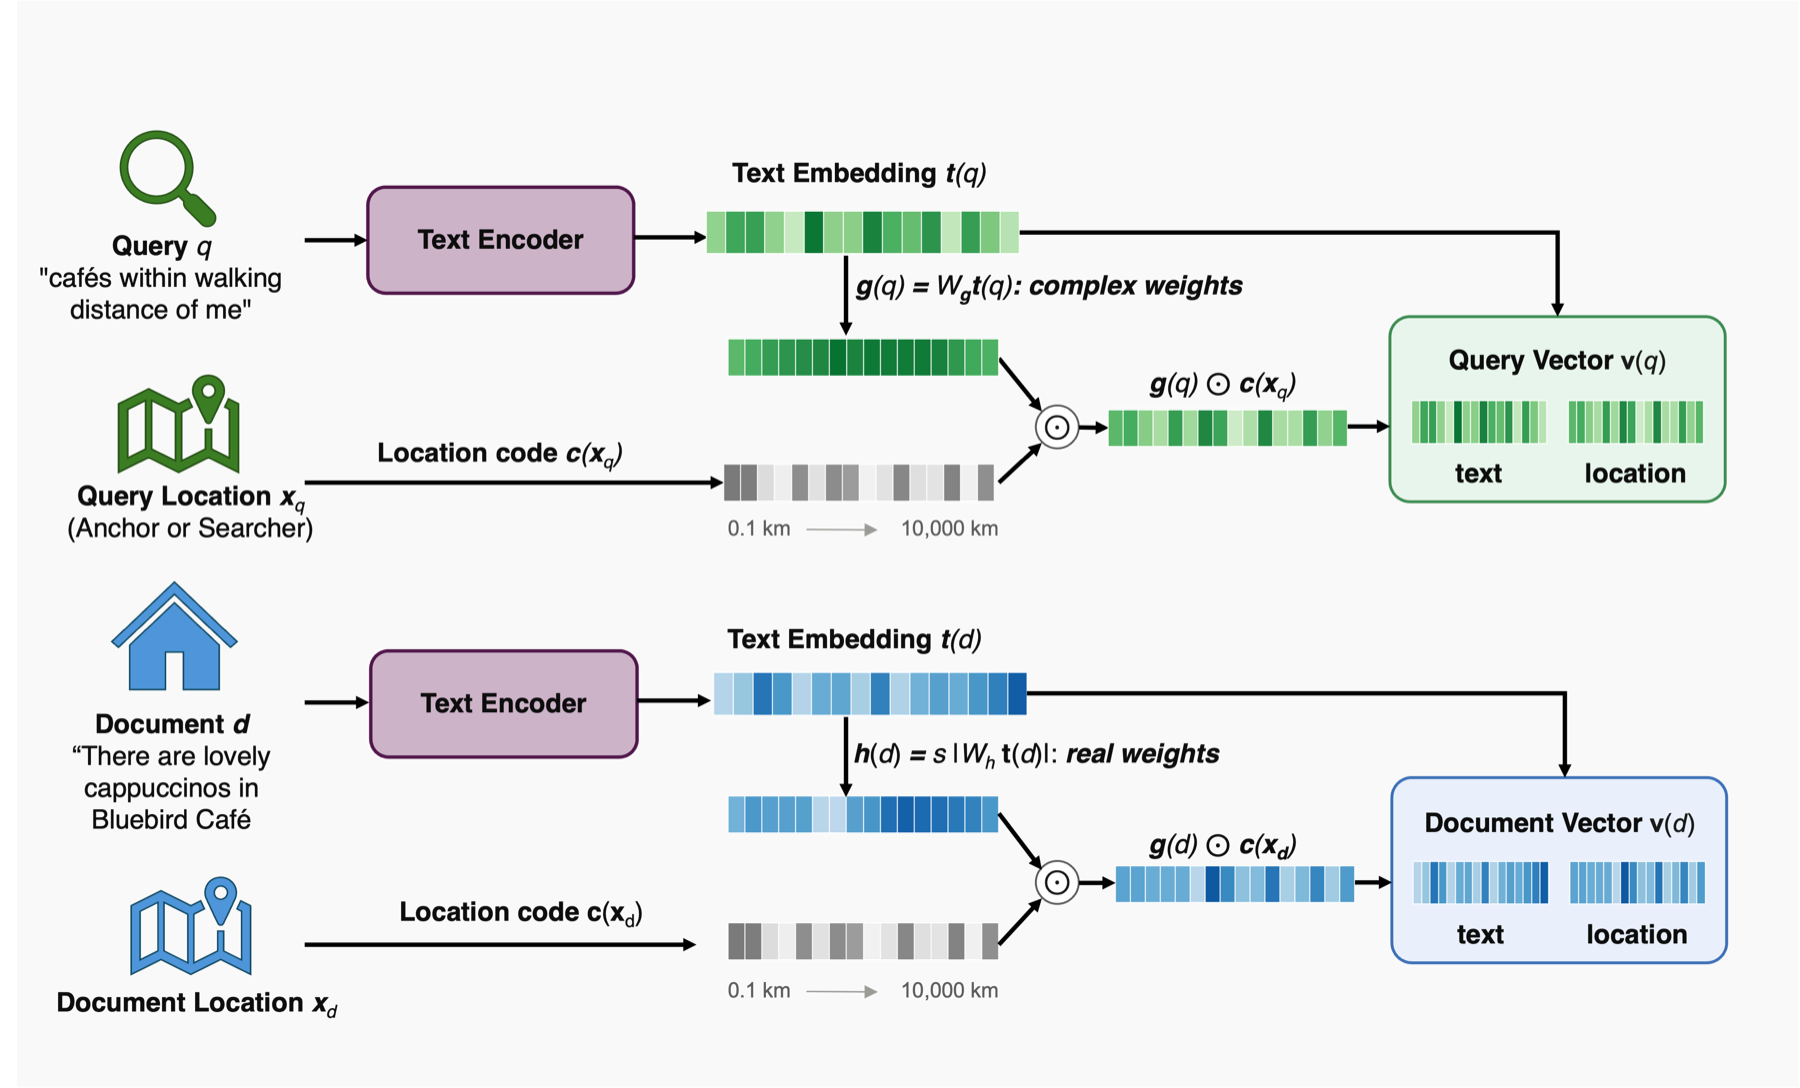 Text Embedding t(q)
Text Encoder
Query q
"cafés within walking
distance of me"
g(q) = Wgt(q): complex weights
Query Vector v(q)
text
location
g(q) ⊙ c(xq)
Location code c(xq)
Query Location xq
(Anchor or Searcher)
0.1 km
10,000 km
Text Embedding t(d)
Text Encoder
Document d
“There are lovely
cappuccinos in
Bluebird Café
h(d) = s |Wh t(d)|: real weights
Document Vector v(d)
text
location
g(d) ⊙ c(xd)
Location code c(xd)
Document Location xd
0.1 km
10,000 km